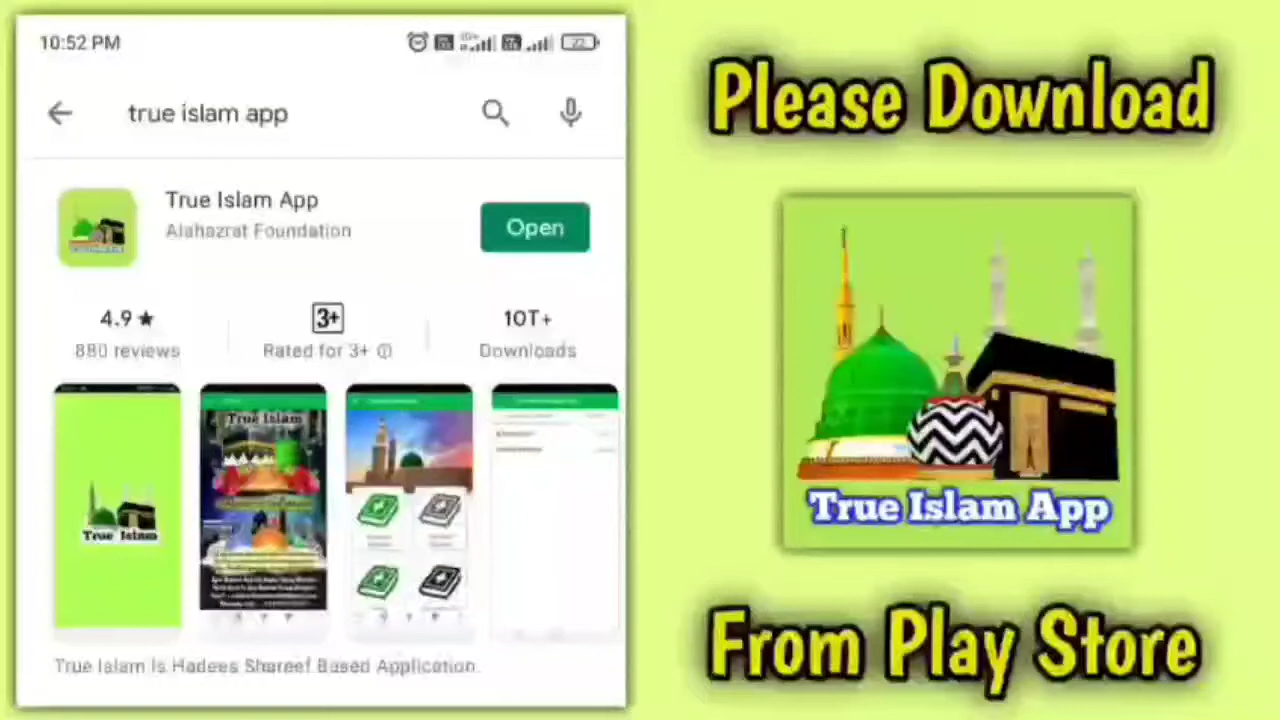 10:52 PM
22
true islam app
True Islam App
Alahazrat Foundation
Open
4.9 ★
880 reviews
3+
Rated for 3+
10T+
Downloads
True Islam
True Islam
True Islam Is Hadees Shareef Based Application.
Please Download
True Islam App
From Play Store